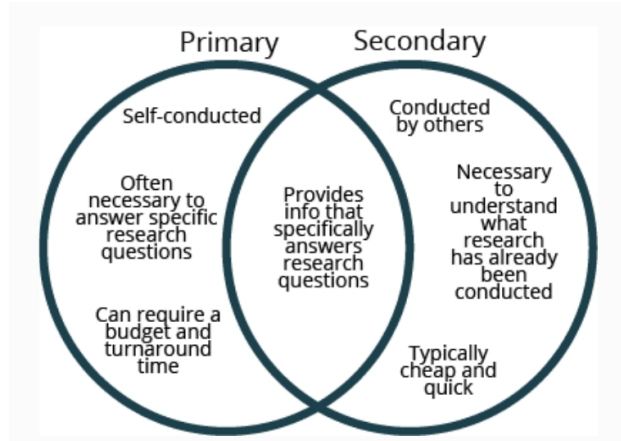 Primary
Secondary
Self-conducted
Often
necessary to
answer specific
research
questions
Can require a
budget and
turnaround
time
Provides
info that
specifically
answers
research
questions
Conducted
by others
Necessary
to
understand
what
research
has already
been
conducted
Typically
cheap and
quick